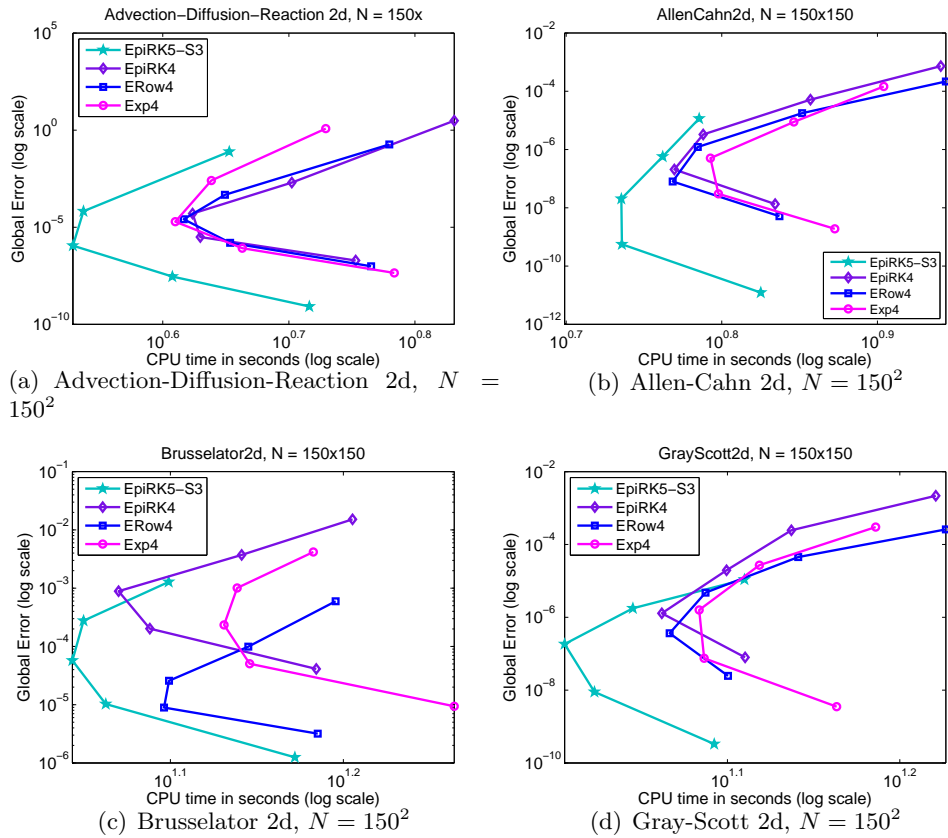 Advection−Diffusion−Reaction 2d, N = 150x
10^5
10^0
10^−5
10^−10
Global Error (log scale)
EpiRK5−S3
EpiRK4
ERow4
Exp4
10^0.6
10^0.7
10^0.8
CPU time in seconds (log scale)
(a) Advection-Diffusion-Reaction 2d, N = 
150^2
AllenCahn2d, N = 150x150
10^−2
10^−4
10^−6
10^−8
10^−10
10^−12
Global Error (log scale)
EpiRK5−S3
EpiRK4
ERow4
Exp4
10^0.7
10^0.8
10^0.9
CPU time in seconds (log scale)
(b) Allen-Cahn 2d, N = 150^2
Brusselator2d, N = 150x150
10^−1
10^−2
10^−3
10^−4
10^−5
10^−6
Global Error (log scale)
EpiRK5−S3
EpiRK4
ERow4
Exp4
10^1.1
10^1.2
CPU time in seconds (log scale)
(c) Brusselator 2d, N = 150^2
GrayScott2d, N = 150x150
10^−2
10^−4
10^−6
10^−8
10^−10
Global Error (log scale)
EpiRK5−S3
EpiRK4
ERow4
Exp4
10^1.1
10^1.2
CPU time in seconds (log scale)
(d) Gray-Scott 2d, N = 150^2